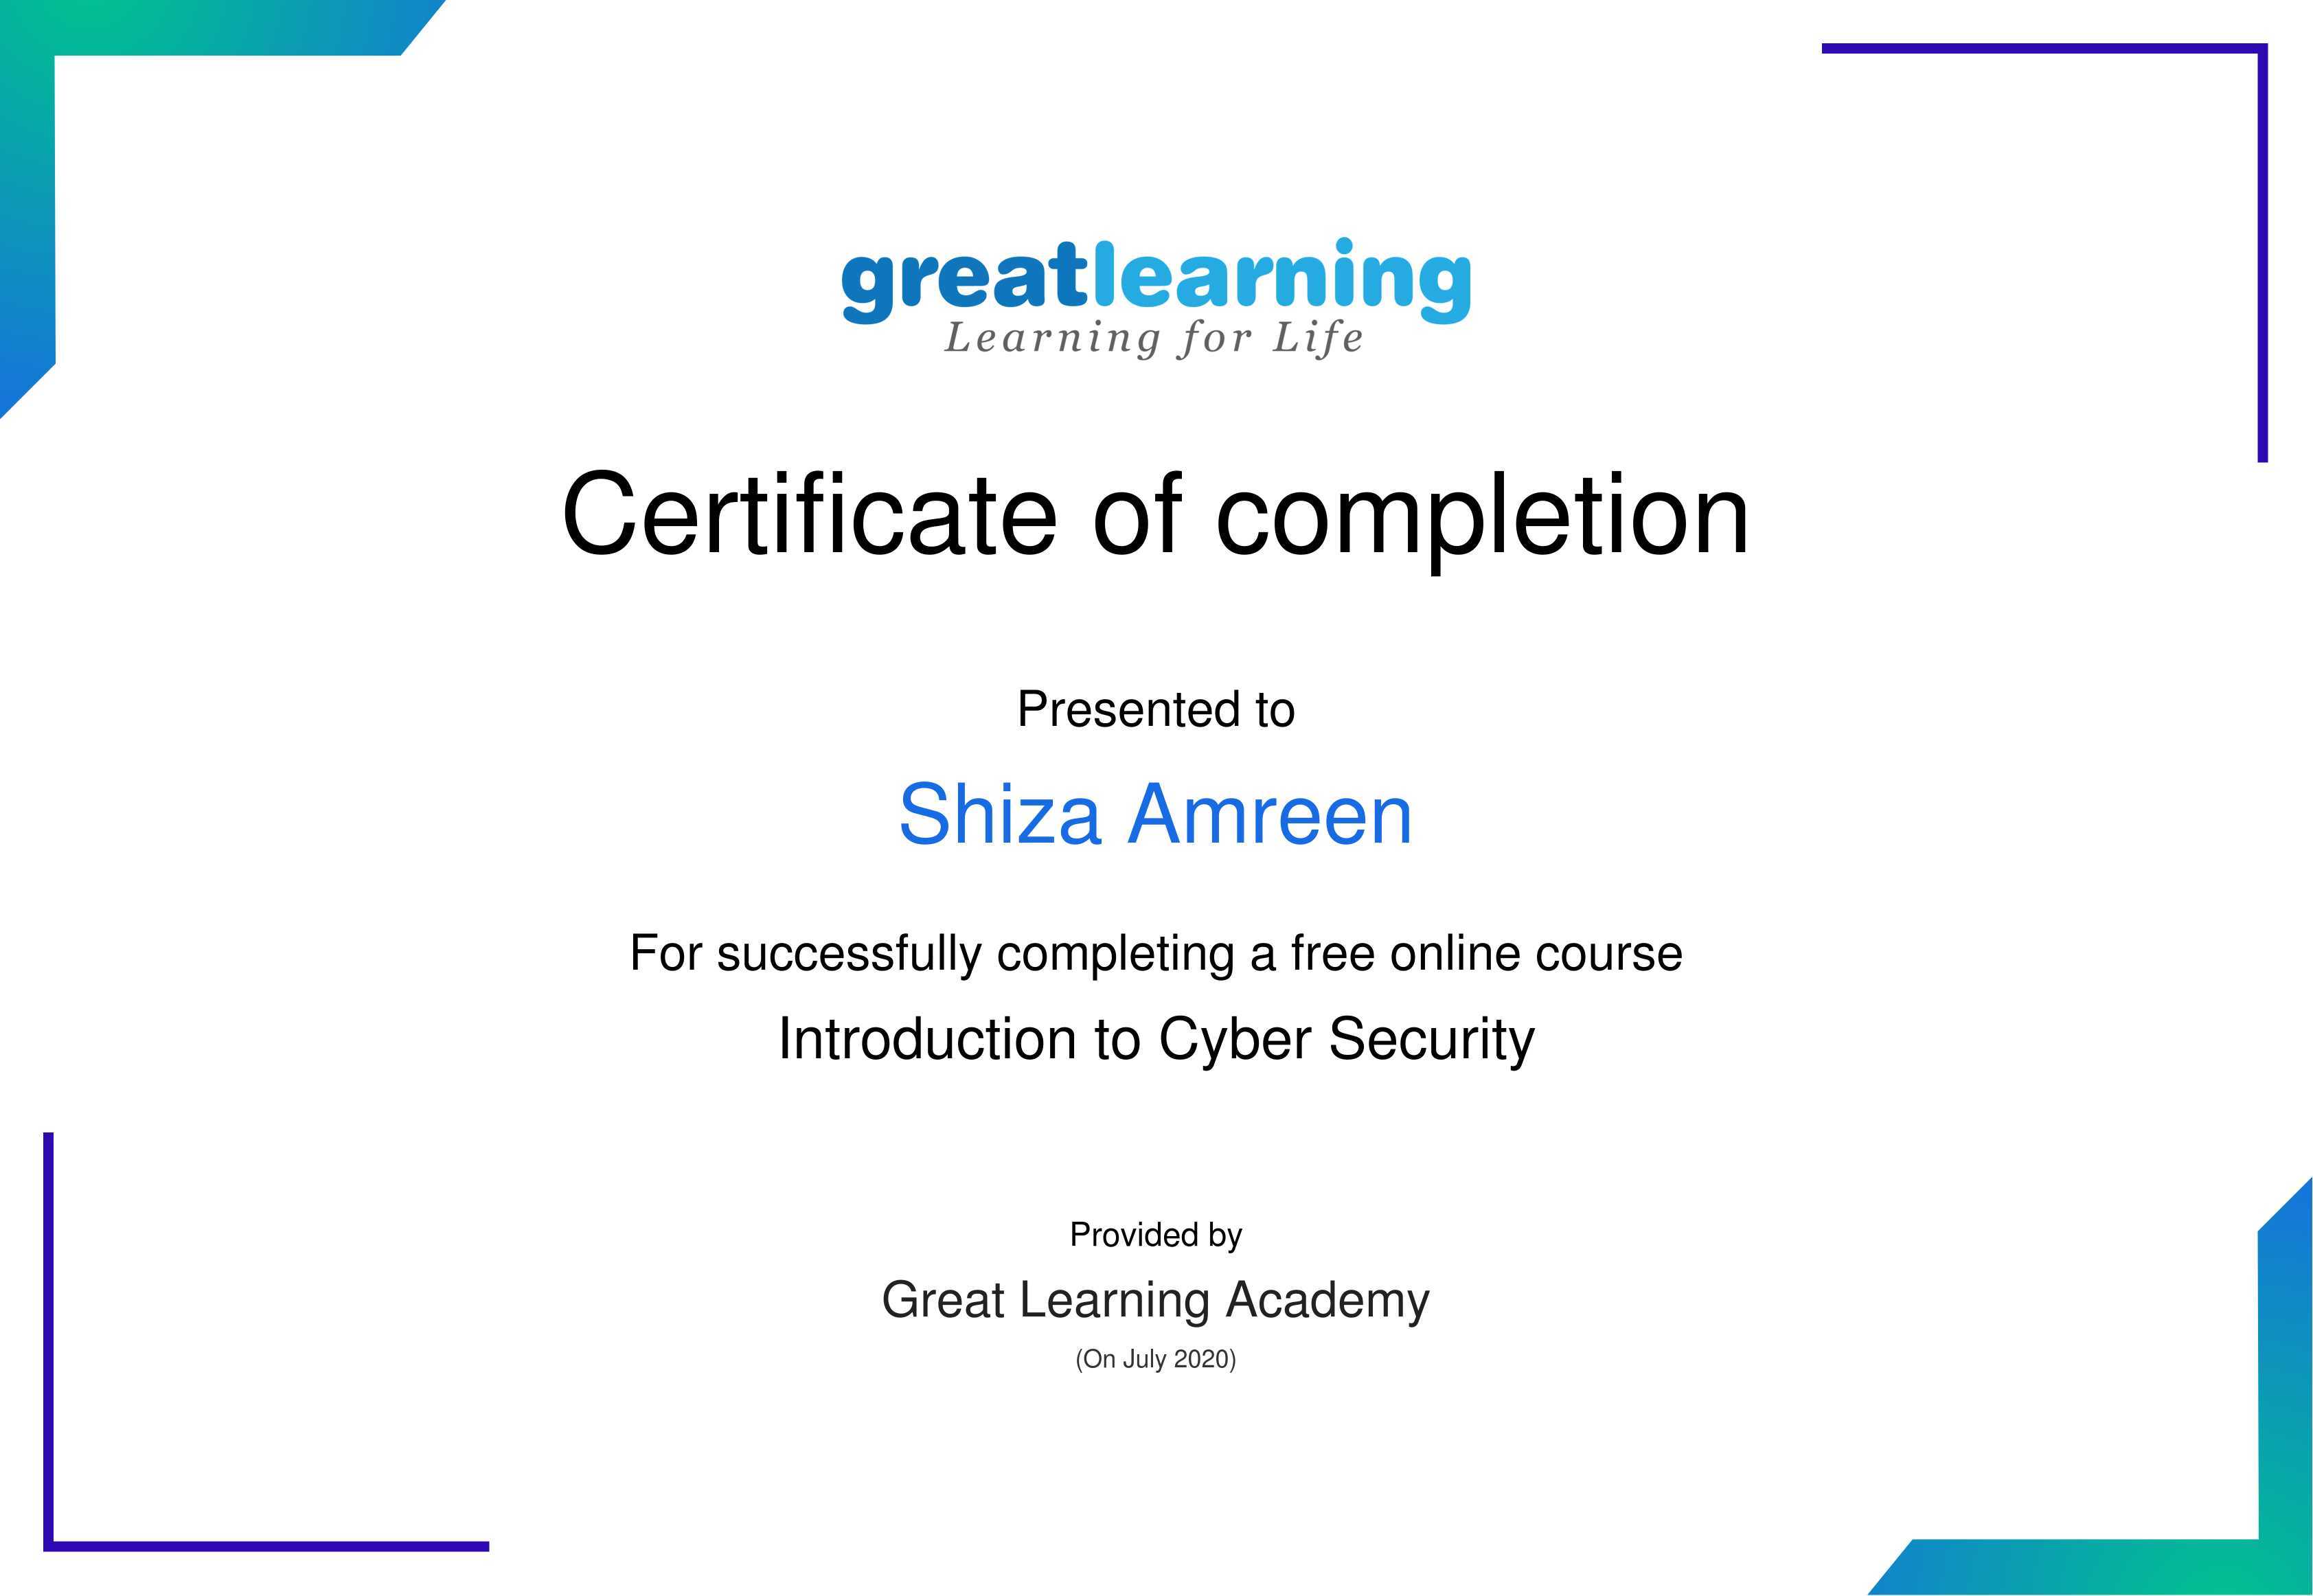 greatlearning
Learning for Life
Certificate of completion
Presented to
Shiza Amreen
For successfully completing a free online course
Introduction to Cyber Security
Provided by
Great Learning Academy
(On July 2020)